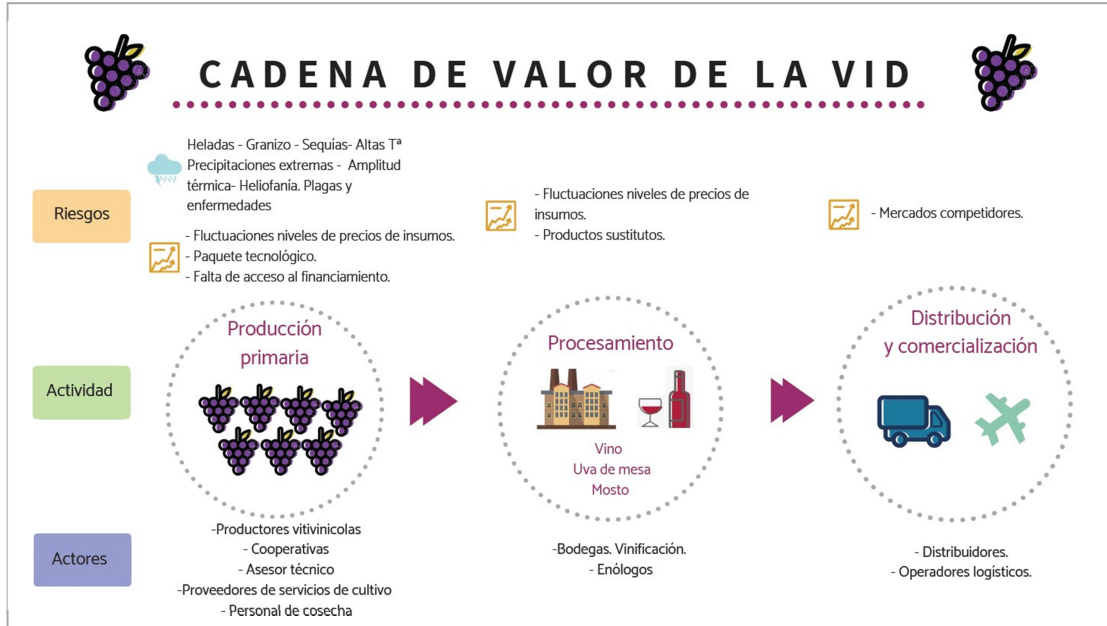 CADENA DE VALOR DE LA VID
Heladas - Granizo - Sequías- Altas Tª
Precipitaciones extremas - Amplitud
térmica- Heliofanía. Plagas y
enfermedades
Riesgos
- Fluctuaciones niveles de precios de insumos.
- Paquete tecnológico.
- Falta de acceso al financiamiento.
- Fluctuaciones niveles de precios de
insumos.
- Productos sustitutos.
- Mercados competidores.
Actividad
Producción
primaria
Procesamiento
Vino
Uva de mesa
Mosto
Distribución
y comercialización
Actores
-Productores vitivinicolas
- Cooperativas
- Asesor técnico
-Proveedores de servicios de cultivo
- Personal de cosecha
-Bodegas. Vinificación.
- Enólogos
- Distribuidores.
- Operadores logísticos.